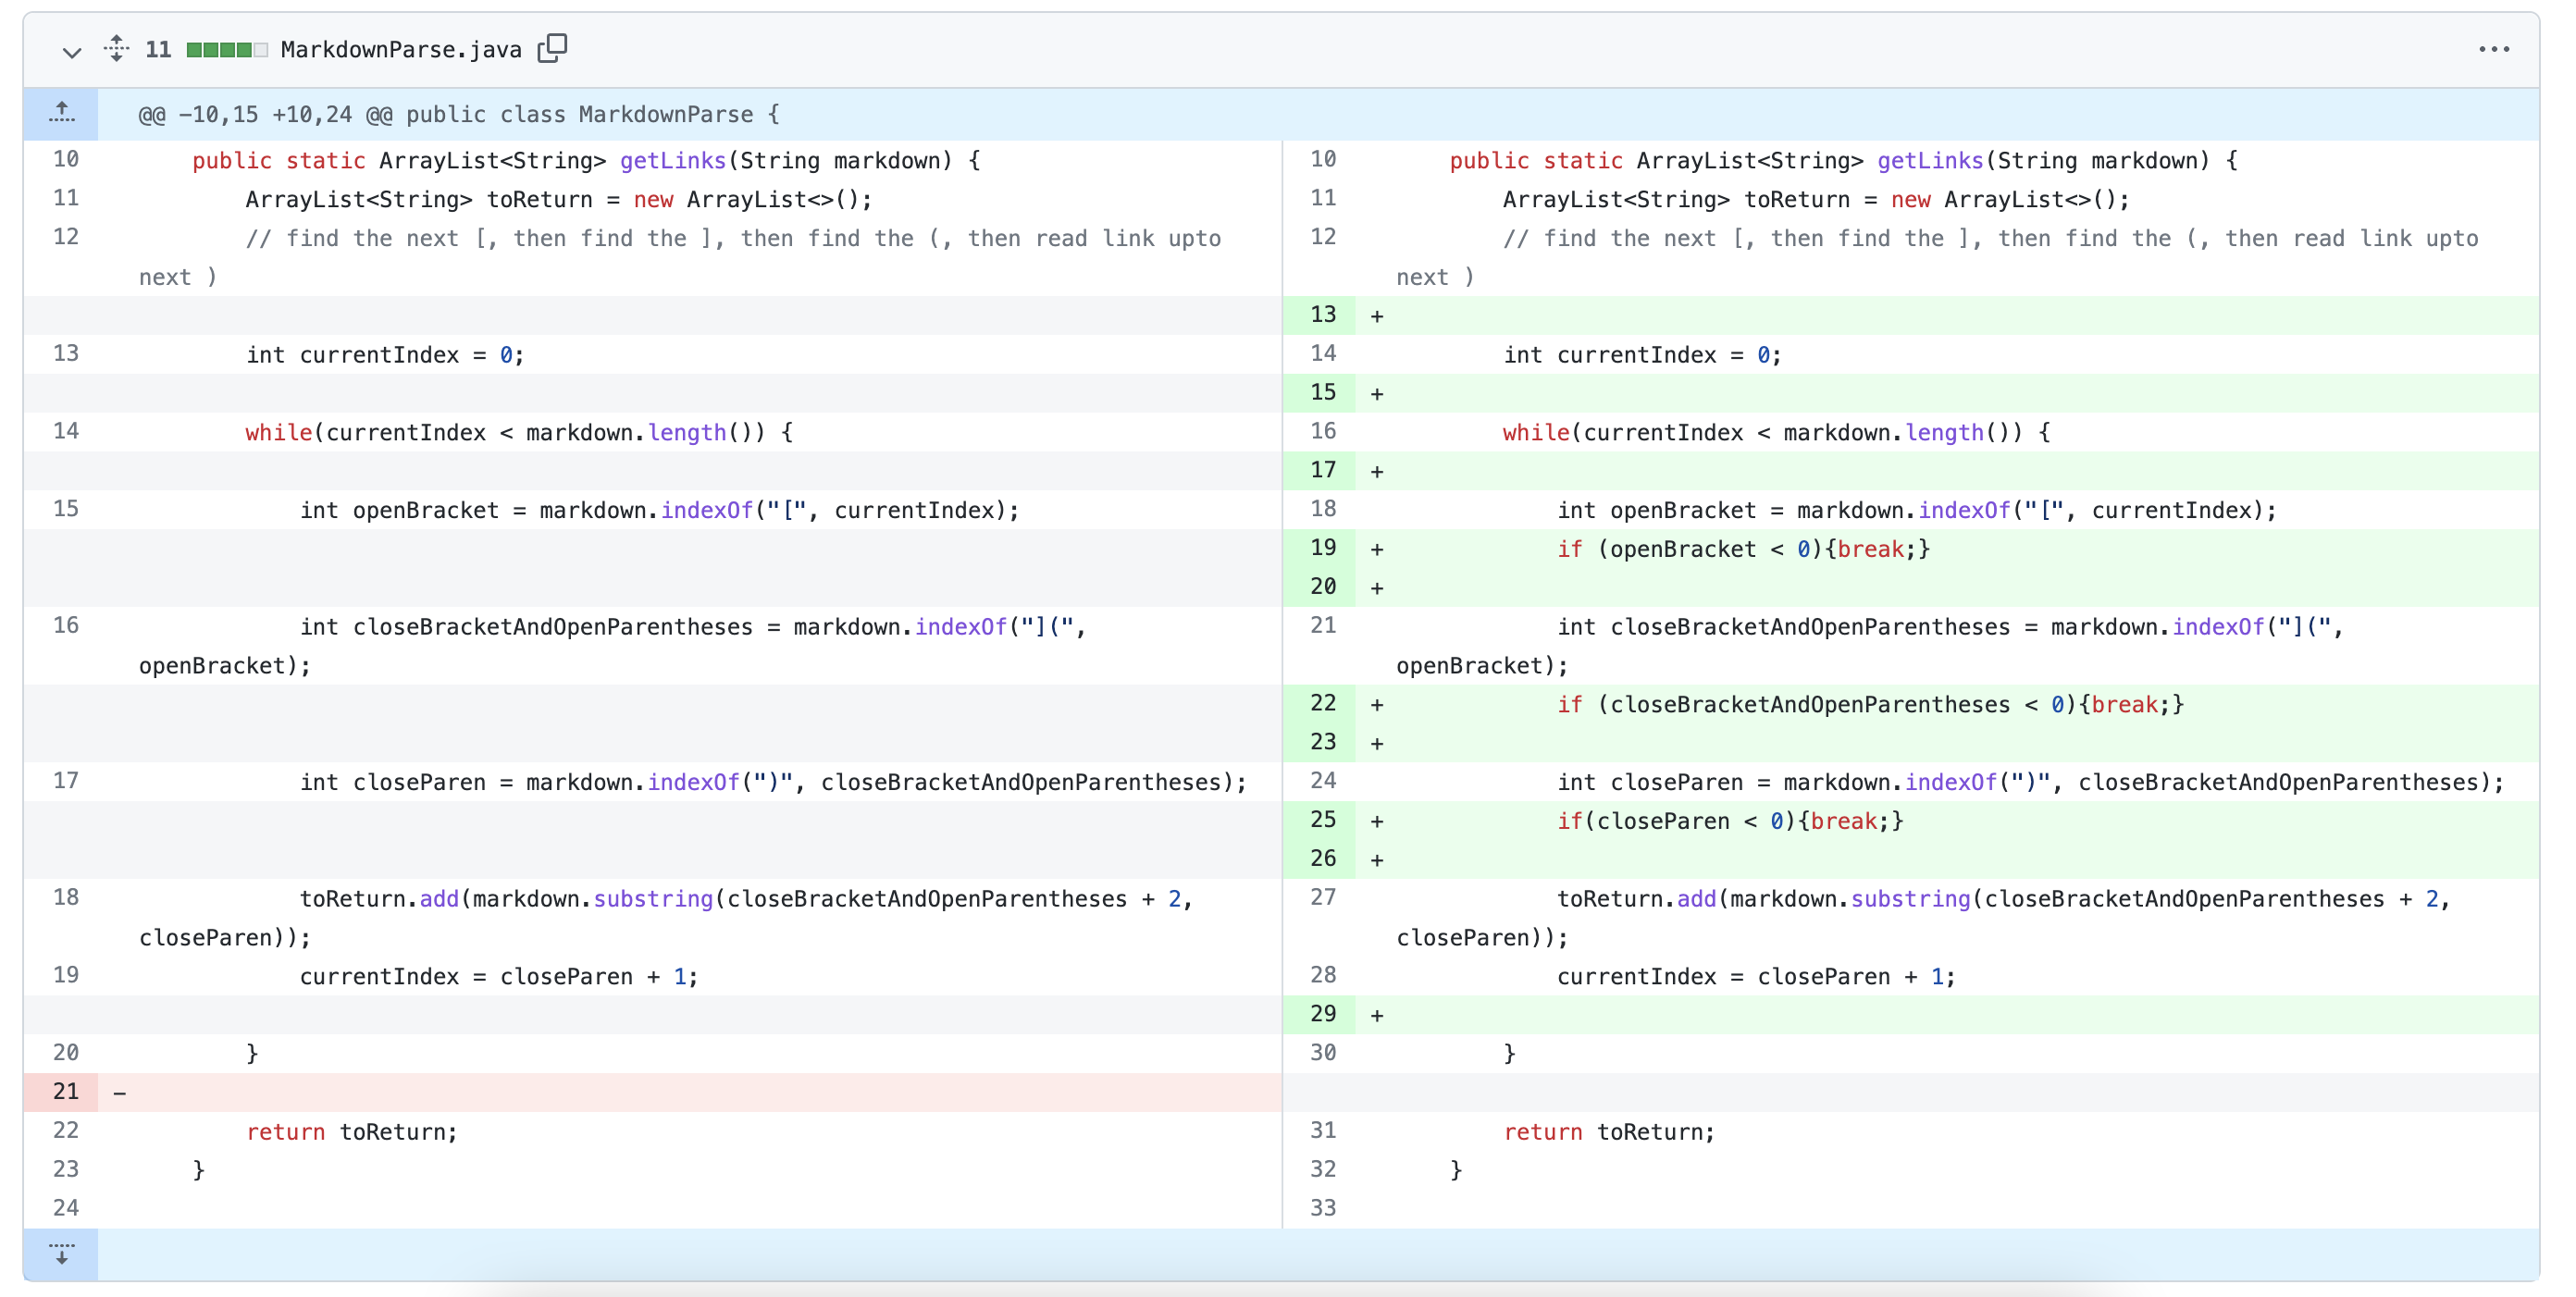 11 MarkdownParse.java
@@ -10,15 +10,24 @@ public class MarkdownParse {
10     public static ArrayList<String> getLinks(String markdown) {
11         ArrayList<String> toReturn = new ArrayList<>();
12         // find the next [, then find the ], then find the (, then read link upto
next )
13         int currentIndex = 0;
14         while(currentIndex < markdown.length()) {
15             int openBracket = markdown.indexOf("[", currentIndex);
16             int closeBracketAndOpenParentheses = markdown.indexOf("](",
openBracket);
17             int closeParen = markdown.indexOf(")", closeBracketAndOpenParentheses);
18             toReturn.add(markdown.substring(closeBracketAndOpenParentheses + 2,
closeParen));
19             currentIndex = closeParen + 1;
20         }
21 -
22         return toReturn;
23     }
24
10     public static ArrayList<String> getLinks(String markdown) {
11         ArrayList<String> toReturn = new ArrayList<>();
12         // find the next [, then find the ], then find the (, then read link upto
next )
13 +
14         int currentIndex = 0;
15 +
16         while(currentIndex < markdown.length()) {
17 +
18             int openBracket = markdown.indexOf("[", currentIndex);
19 +           if (openBracket < 0){break;}
20 +
21             int closeBracketAndOpenParentheses = markdown.indexOf("](",
openBracket);
22 +           if (closeBracketAndOpenParentheses < 0){break;}
23 +
24             int closeParen = markdown.indexOf(")", closeBracketAndOpenParentheses);
25 +           if(closeParen < 0){break;}
26 +
27             toReturn.add(markdown.substring(closeBracketAndOpenParentheses + 2,
closeParen));
28             currentIndex = closeParen + 1;
29 +
30         }
31         return toReturn;
32     }
33